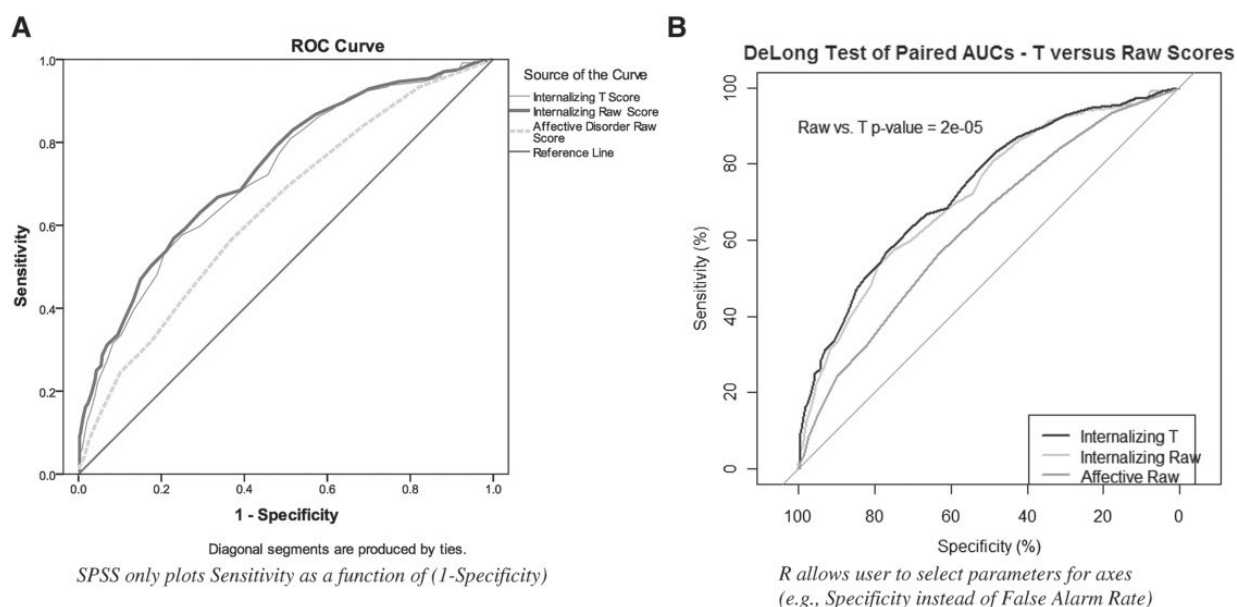 A
ROC Curve
1.0
0.8
0.6
0.4
0.2
0.0
Sensitivity
0.0 0.2 0.4 0.6 0.8 1.0
1 - Specificity
Source of the Curve
Internalizing T Score
Internalizing Raw Score
Affective Disorder Raw
Score
Reference Line
Diagonal segments are produced by ties.
SPSS only plots Sensitivity as a function of (1-Specificity)
B
DeLong Test of Paired AUCs - T versus Raw Scores
Raw vs. T p-value = 2e-05
100
80
60
40
20
0
Sensitivity (%)
Internalizing T
Internalizing Raw
Affective Raw
100 80 60 40 20 0
Specificity (%)
R allows user to select parameters for axes
(e.g., Specificity instead of False Alarm Rate)